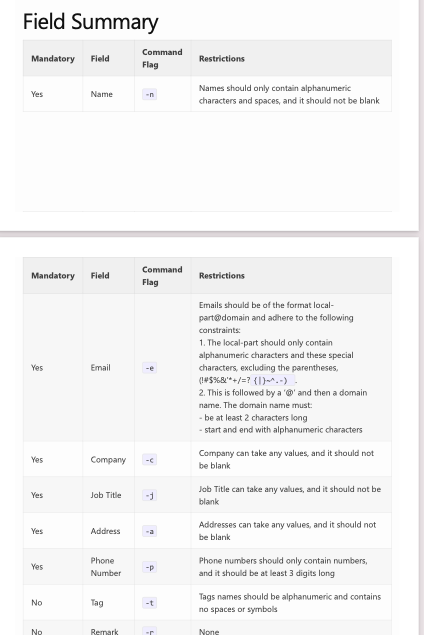 Field Summary
Mandatory Field Command Flag Restrictions
Yes Name -n Names should only contain alphanumeric
characters and spaces, and it should not be blank
Mandatory Field Command Flag Restrictions
Emails should be of the format local-
part@domain and adhere to the following
constraints:
1. The local-part should only contain
alphanumeric characters and these special
characters, excluding the parentheses,
Yes Email -e (!#$%&'*+/=? {|}~^.-) .
2. This is followed by a '@' and then a domain
name. The domain name must:
- be at least 2 characters long
- start and end with alphanumeric characters
Yes Company -c Company can take any values, and it should not
be blank
Yes Job Title -j Job Title can take any values, and it should not be
blank
Yes Address -a Addresses can take any values, and it should not
be blank
Yes Phone Number -p Phone numbers should only contain numbers,
and it should be at least 3 digits long
No Tag -t Tags names should be alphanumeric and contains
no spaces or symbols
No Remark -r None